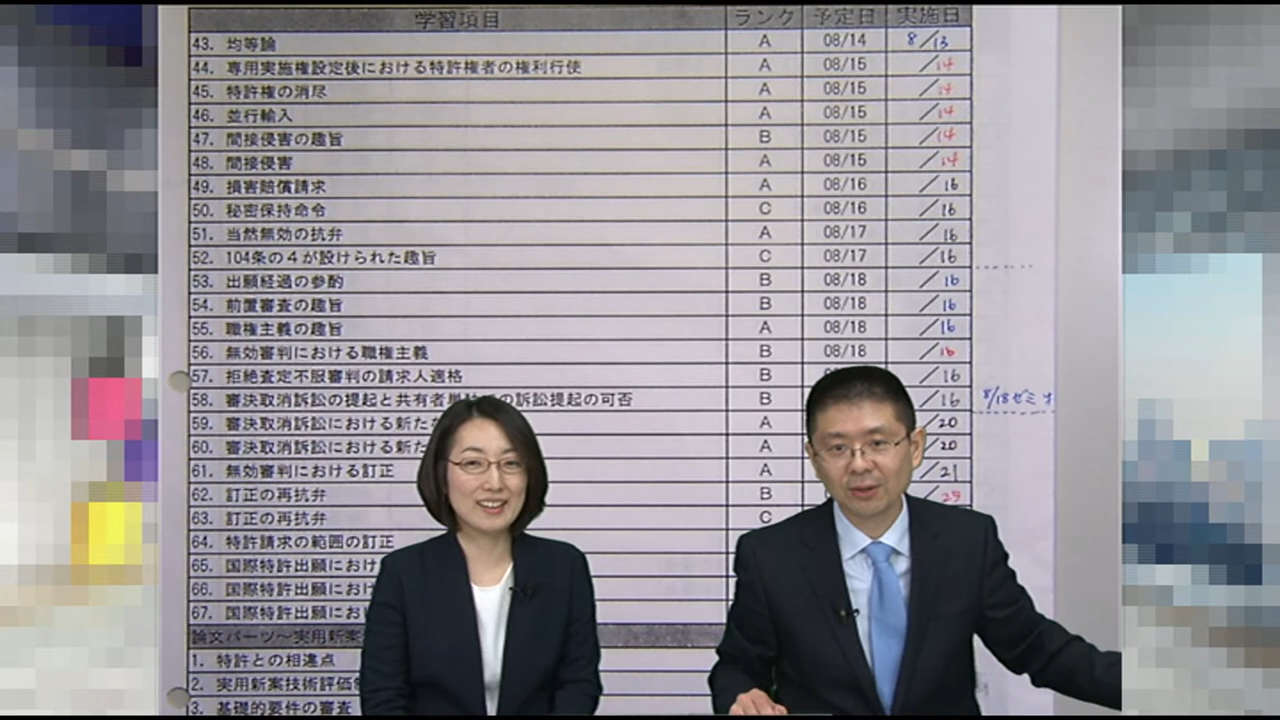 学習項目 ランク 予定日 実施日
43. 均等論 A 08/14 8/13
44. 専用実施権設定後における特許権者の権利行使 A 08/15 /14
45. 特許権の消尽 A 08/15 /14
46. 並行輸入 A 08/15 /14
47. 間接侵害の趣旨 B 08/15 /14
48. 間接侵害 A 08/15 /14
49. 損害賠償請求 A 08/16 /16
50. 秘密保持命令 C 08/16 /16
51. 当然無効の抗弁 A 08/17 /16
52. 104条の4が設けられた趣旨 C 08/17 /16
53. 出願経過の参酌 B 08/18 /16
54. 前置審査の趣旨 B 08/18 /16
55. 職権主義の趣旨 A 08/18 /16
56. 無効審判における職権主義 B 08/18 /16
57. 拒絶査定不服審判の請求人適格 B /16
58. 審決取消訴訟の提起と共有者 の訴訟提起の可否 B /16 8/18ゼミ
59. 審決取消訴訟における新た A /20
60. 審決取消訴訟における新た A /20
61. 無効審判における訂正 A /21
62. 訂正の再抗弁 B
63. 訂正の再抗弁 C
64. 特許請求の範囲の訂正
65. 国際特許出願におけ
66. 国際特許出願におけ
67. 国際特許出願にお
論文パーツ～実用新案
1. 特許との相違点
2. 実用新案技術評価
3. 基礎的要件の審査